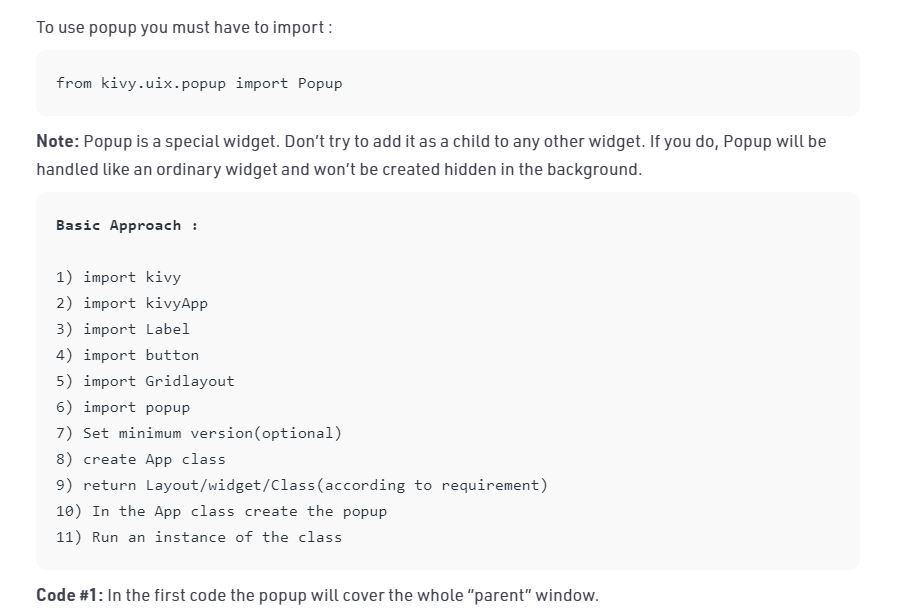 To use popup you must have to import :
from kivy.uix.popup import Popup
Note: Popup is a special widget. Don’t try to add it as a child to any other widget. If you do, Popup will be
handled like an ordinary widget and won’t be created hidden in the background.
Basic Approach :
1) import kivy
2) import kivyApp
3) import Label
4) import button
5) import Gridlayout
6) import popup
7) Set minimum version(optional)
8) create App class
9) return Layout/widget/Class(according to requirement)
10) In the App class create the popup
11) Run an instance of the class
Code #1: In the first code the popup will cover the whole “parent” window.